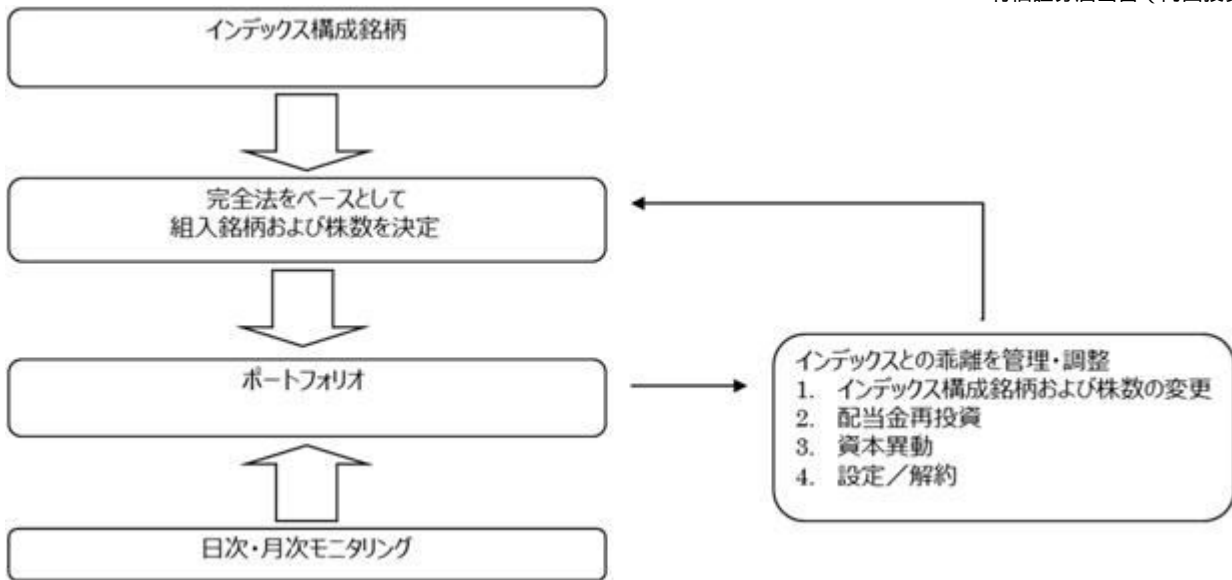 インデックス構成銘柄
完全法をベースとして
組入銘柄および株数を決定
ポートフォリオ
インデックスとの乖離を管理・調整
1. インデックス構成銘柄および株数の変更
2. 配当金再投資
3. 資本異動
4. 設定／解約
日次・月次モニタリング